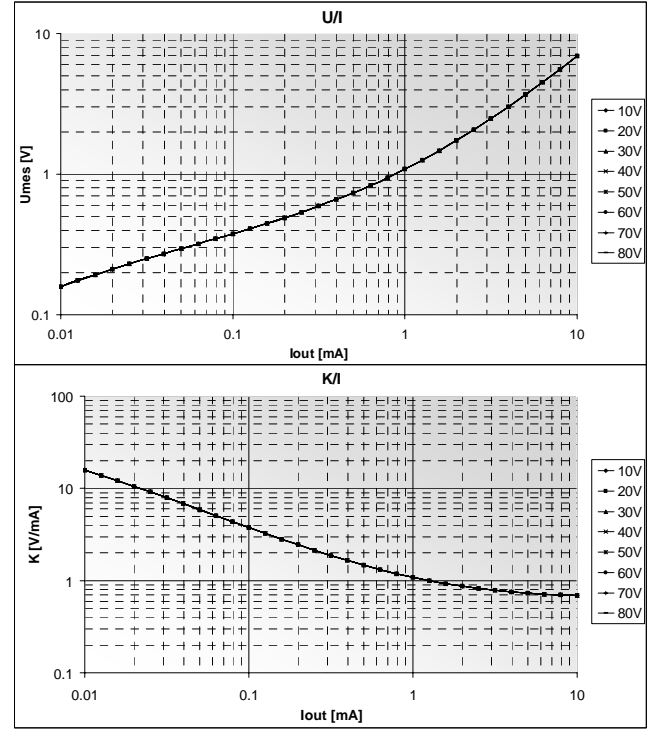 U/I
10
1
0.1
Umes [V]
0.01
0.1
1
10
Iout [mA]
10V
20V
30V
40V
50V
60V
70V
80V
K/I
100
10
1
0.1
K [V/mA]
0.01
0.1
1
10
Iout [mA]
10V
20V
30V
40V
50V
60V
70V
80V